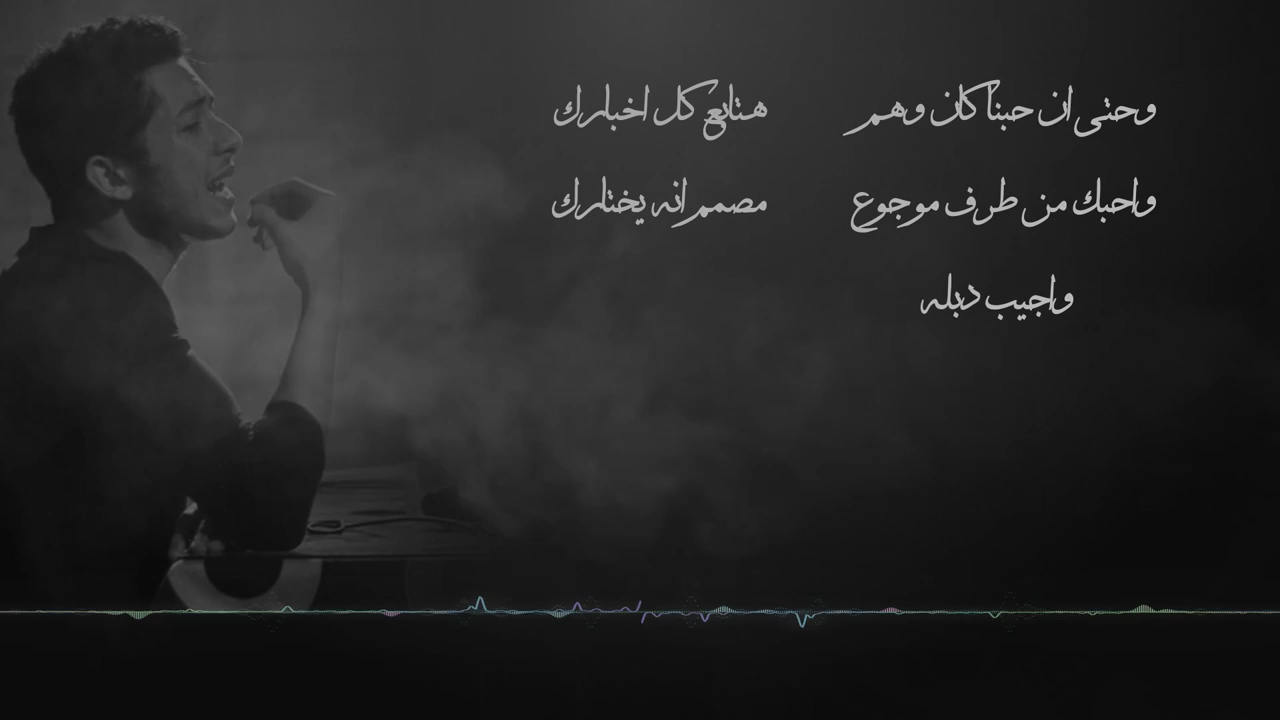 وحتى ان حبنا كان وهم هتابع كل اخبارك
واحبك من طرف موجوع مصمم انه يختارك
واجيب دبله